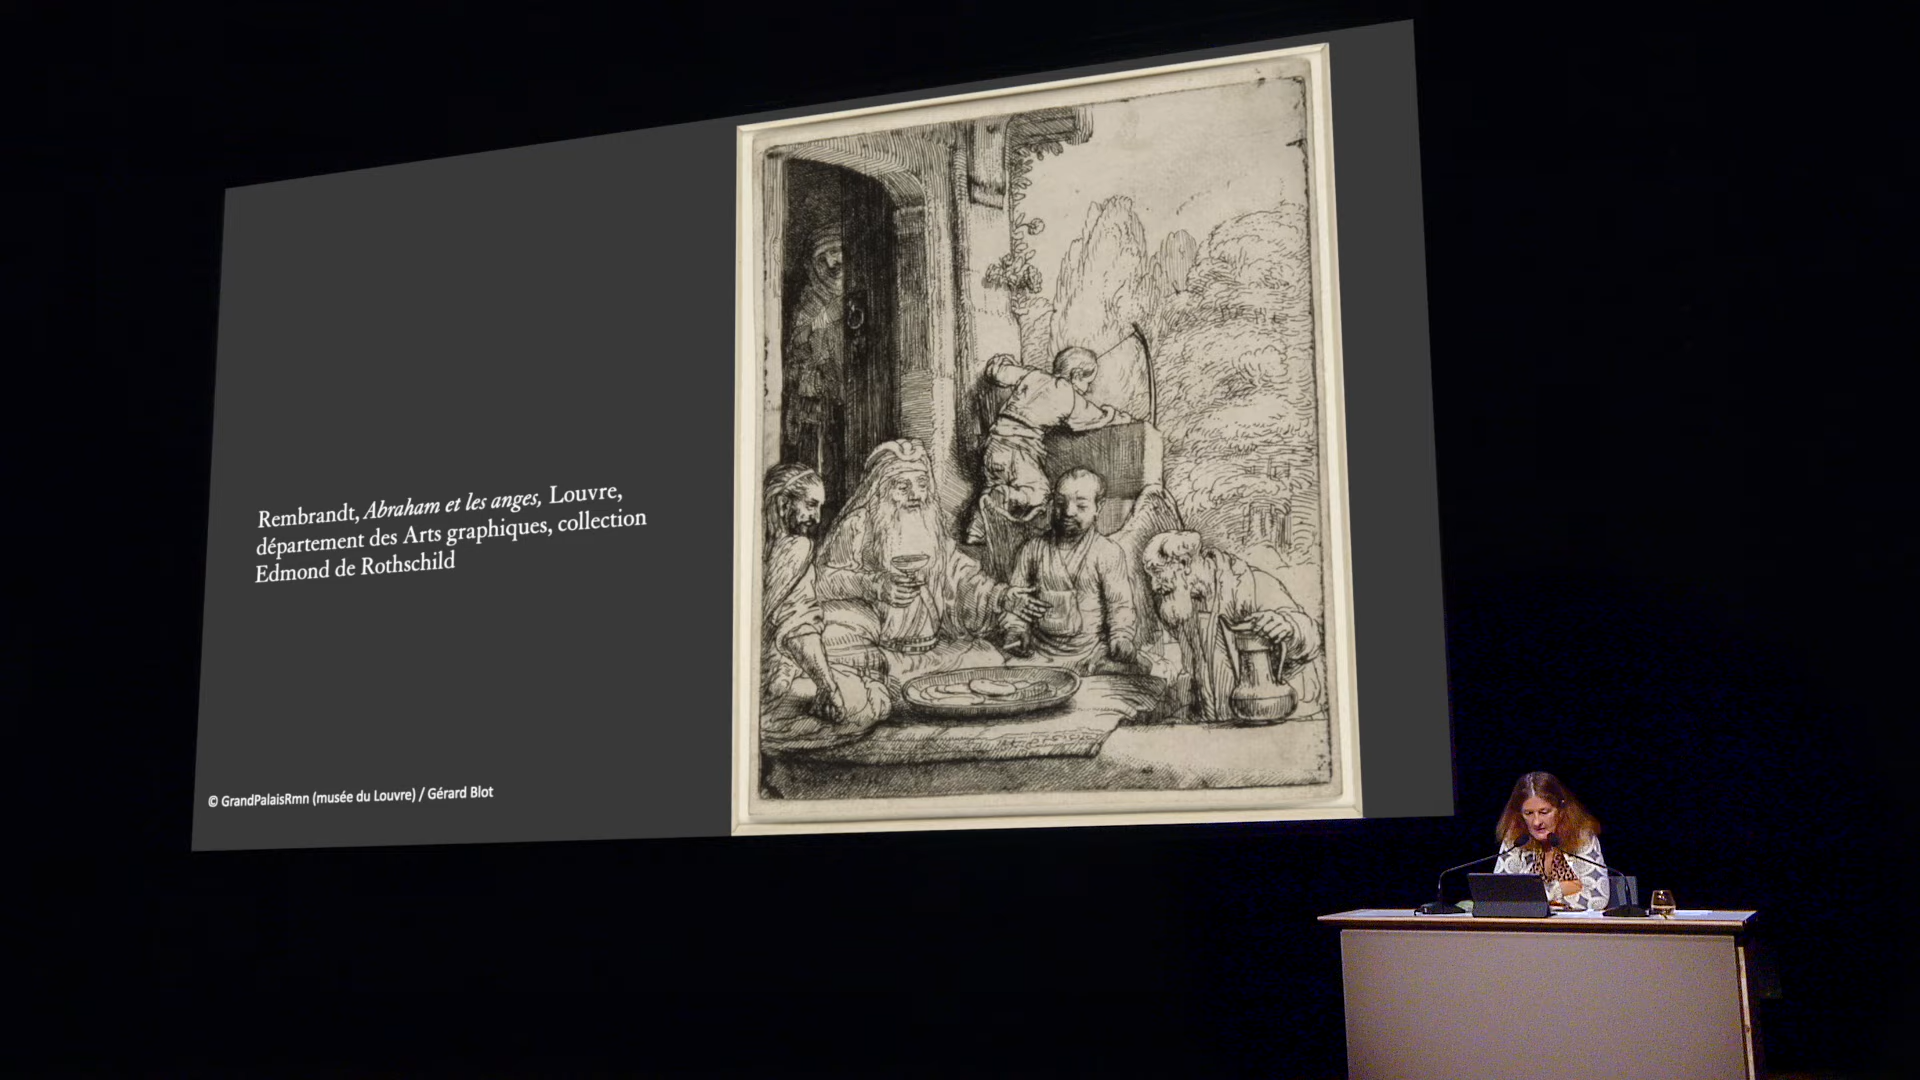 Rembrandt, Abraham et les anges, Louvre,
département des Arts graphiques, collection
Edmond de Rothschild
© GrandPalaisRmn (musée du Louvre) / Gérard Blot